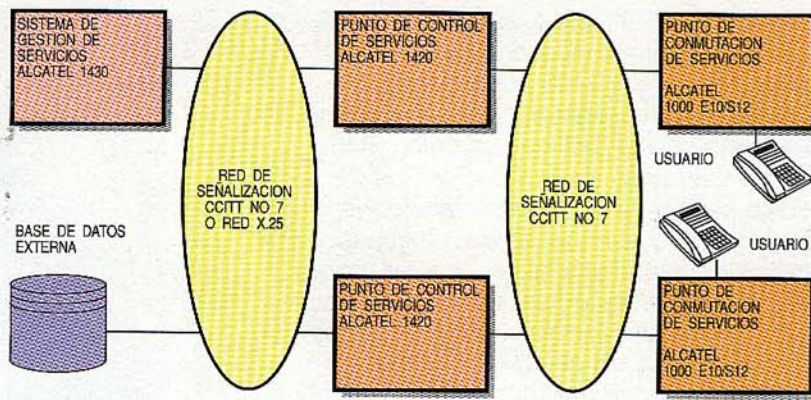 SISTEMA DE
GESTION DE
SERVICIOS
ALCATEL 1430
PUNTO DE CONTROL
DE SERVICIOS
ALCATEL 1420
PUNTO DE
CONMUTACION
DE SERVICIOS
ALCATEL
1000 E10/S12
RED DE
SEÑALIZACION
CCITT NO 7
O RED X.25
RED DE
SEÑALIZACION
CCITT NO 7
USUARIO
BASE DE DATOS
EXTERNA
USUARIO
PUNTO DE CONTROL
DE SERVICIOS
ALCATEL 1420
PUNTO DE
CONMUTACION
DE SERVICIOS
ALCATEL
1000 E10/S12